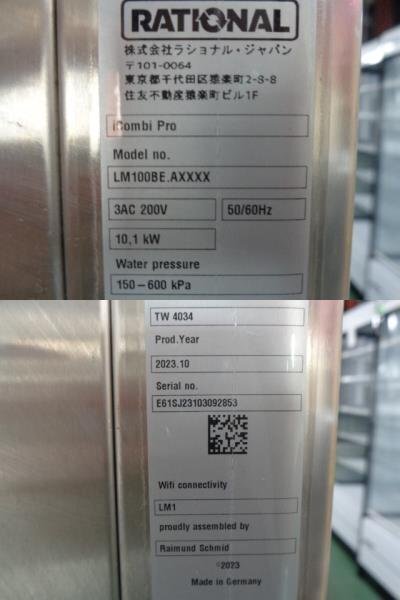 RATIONAL
株式会社ラショナル・ジャパン
〒101-0064
東京都千代田区猿楽町2-8-8
住友不動産猿楽町ビル1F
iCombi Pro
Model no.
LM100BE.AXXXX
3AC 200V 50/60Hz
10,1 kW
Water pressure
150–600 kPa
TW 4034
Prod.Year
2023.10
Serial no.
E61SJ23103092853
Wifi connectivity
LM1
proudly assembled by
Raimund Schmid
©2023
Made in Germany